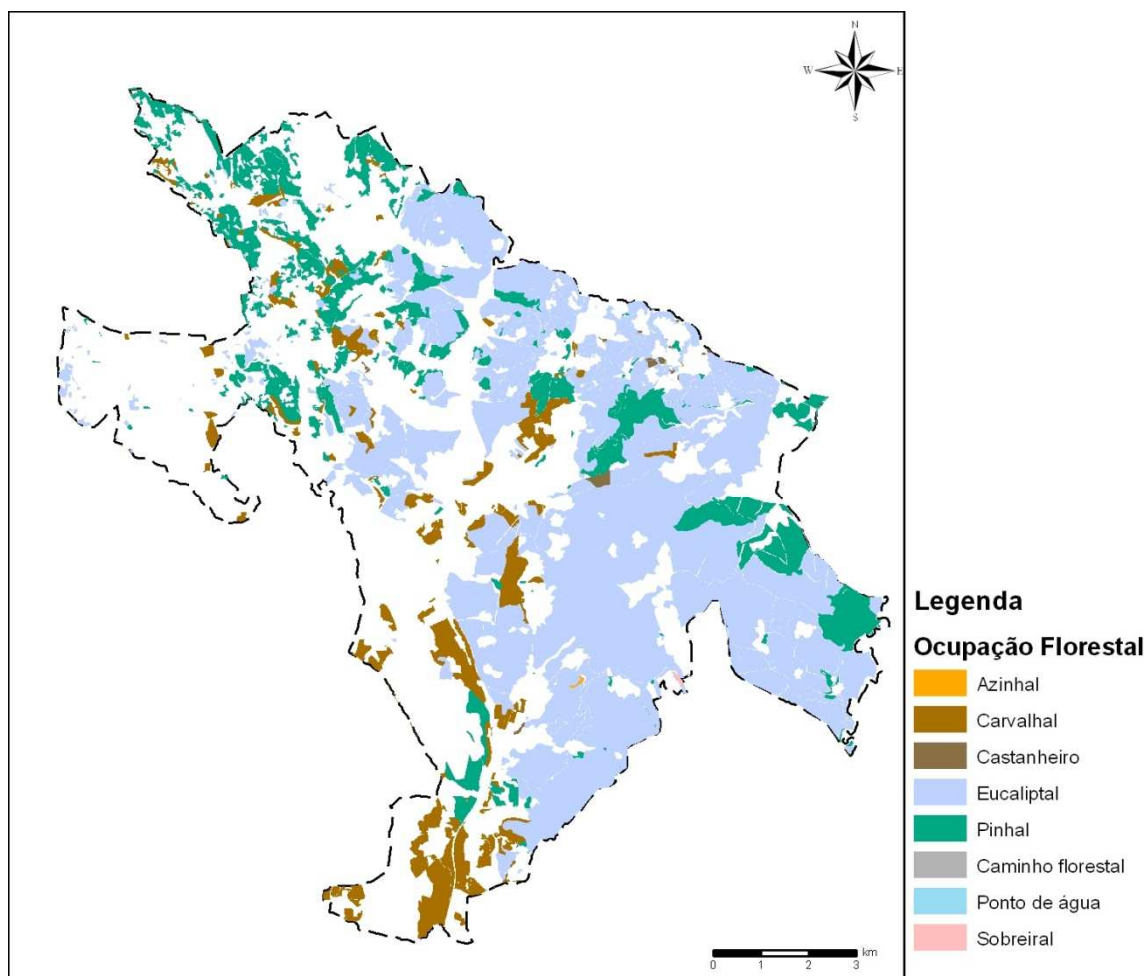 N
W E
S
Legenda
Ocupação Florestal
Azinhal
Carvalhal
Castanheiro
Eucaliptal
Pinhal
Caminho florestal
Ponto de água
Sobreiral
km
0 1 2 3